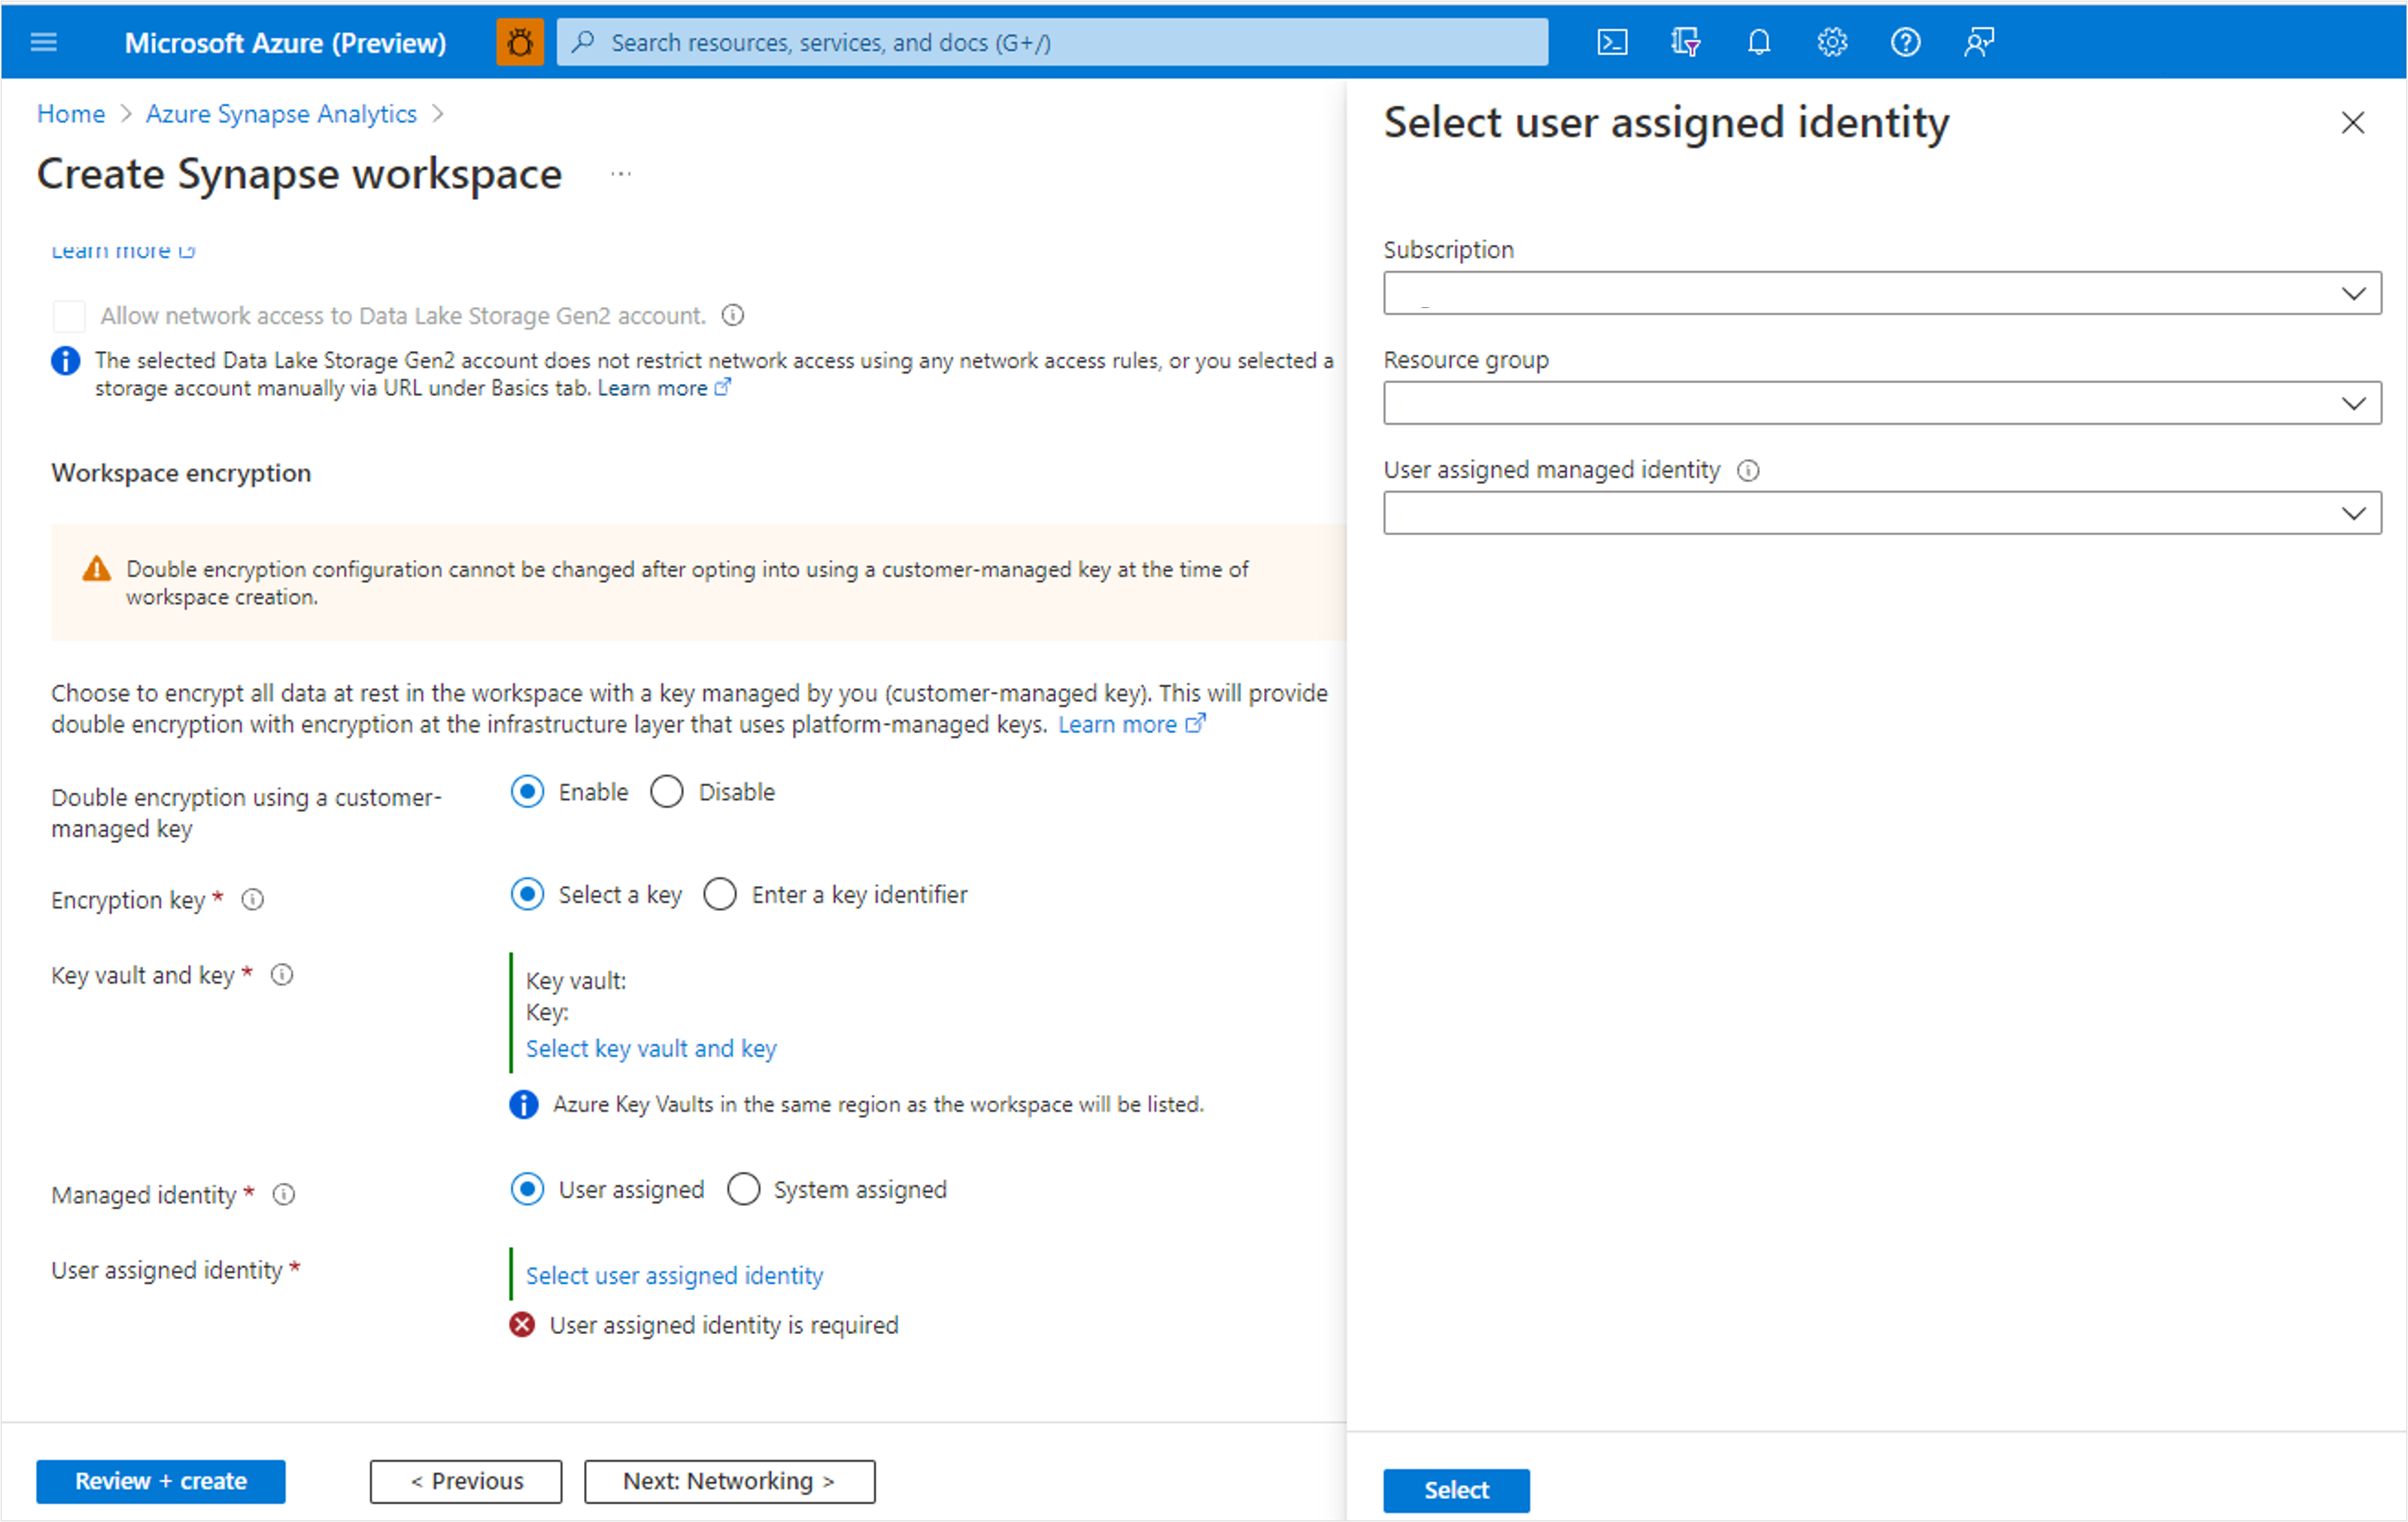 Microsoft Azure (Preview)
Search resources, services, and docs (G+/)
Home > Azure Synapse Analytics >
Create Synapse workspace ...
Learn more
Allow network access to Data Lake Storage Gen2 account.
The selected Data Lake Storage Gen2 account does not restrict network access using any network access rules, or you selected a
storage account manually via URL under Basics tab. Learn more
Workspace encryption
Double encryption configuration cannot be changed after opting into using a customer-managed key at the time of
workspace creation.
Choose to encrypt all data at rest in the workspace with a key managed by you (customer-managed key). This will provide
double encryption with encryption at the infrastructure layer that uses platform-managed keys. Learn more
Double encryption using a customer-
managed key
Enable
Disable
Encryption key *
Select a key
Enter a key identifier
Key vault and key *
Key vault:
Key:
Select key vault and key
Azure Key Vaults in the same region as the workspace will be listed.
Managed identity *
User assigned
System assigned
User assigned identity *
Select user assigned identity
User assigned identity is required
Review + create
< Previous
Next: Networking >
Select user assigned identity
Subscription
Resource group
User assigned managed identity
Select